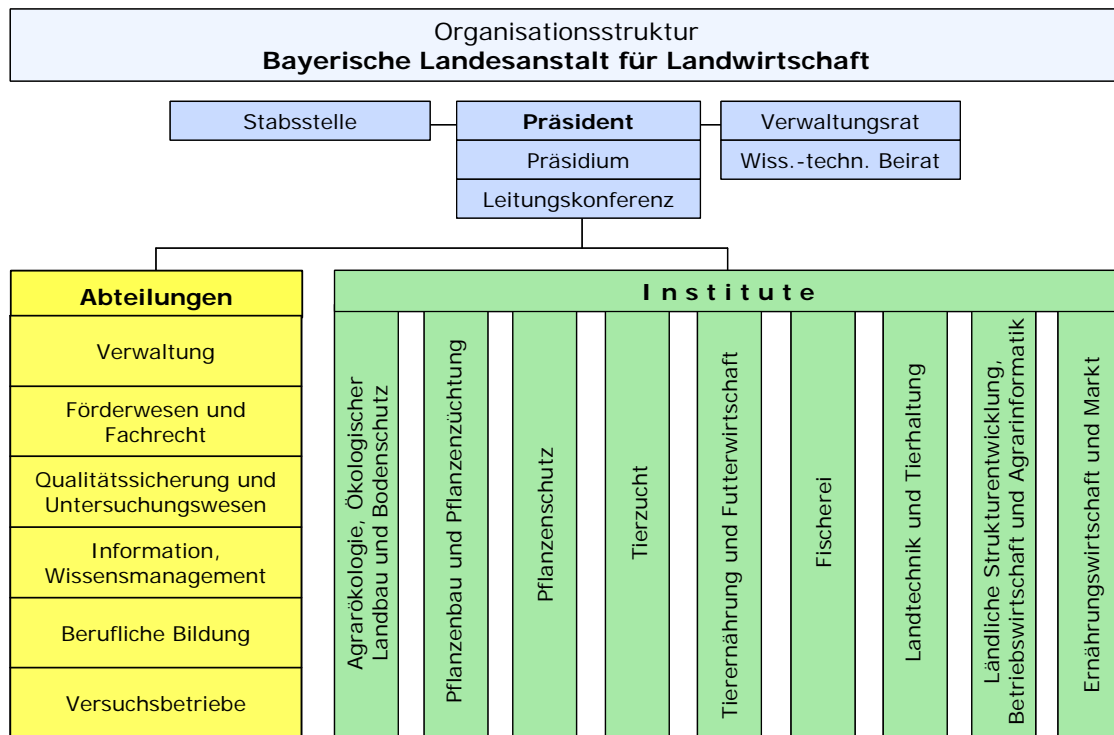 Organisationsstruktur
Bayerische Landesanstalt für Landwirtschaft
Stabsstelle
Präsident
Verwaltungsrat
Präsidium
Wiss.-techn. Beirat
Leitungskonferenz
Abteilungen
Verwaltung
Förderwesen und
Fachrecht
Qualitätssicherung und
Untersuchungswesen
Information,
Wissensmanagement
Berufliche Bildung
Versuchsbetriebe
Institute
Agrarökologie, Ökologischer
Landbau und Bodenschutz
Pflanzenbau und Pflanzenzüchtung
Pflanzenschutz
Tierzucht
Tierernährung und Futterwirtschaft
Fischerei
Landtechnik und Tierhaltung
Ländliche Strukturentwicklung,
Betriebswirtschaft und Agrarinformatik
Ernährungswirtschaft und Markt